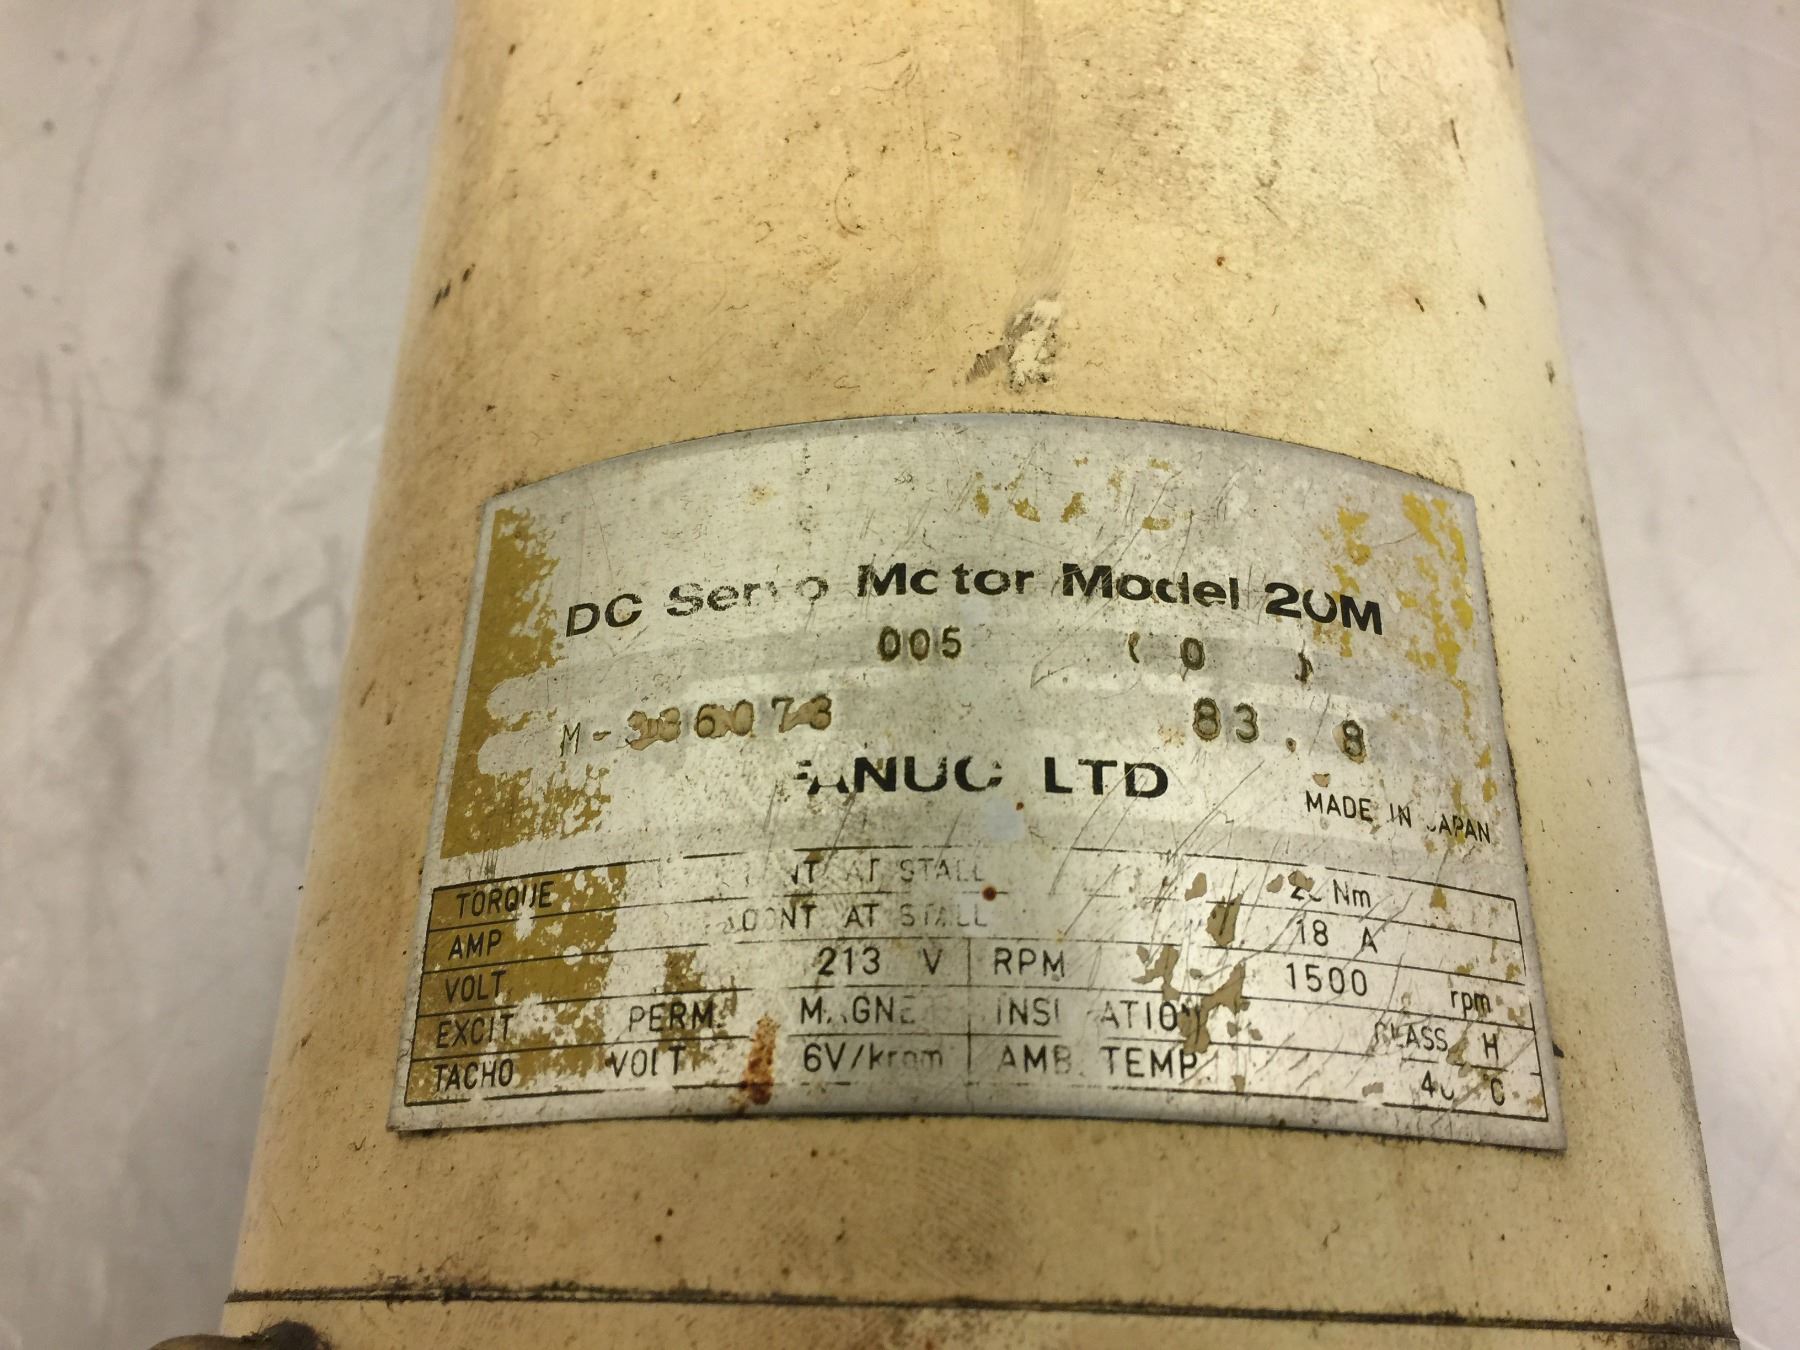 DC Servo Motor Model 20M
005 ( 0 )
M-336073 83.8
FANUC LTD
MADE IN JAPAN
TORQUE CONT AT STALL Nm
AMP CONT AT STALL 18 A
VOLT 213 V RPM 1500 rpm
EXCIT PERM. MAGNET INSULATION CLASS H
TACHO VOLT 6V/krpm AMB. TEMP. 40 °C